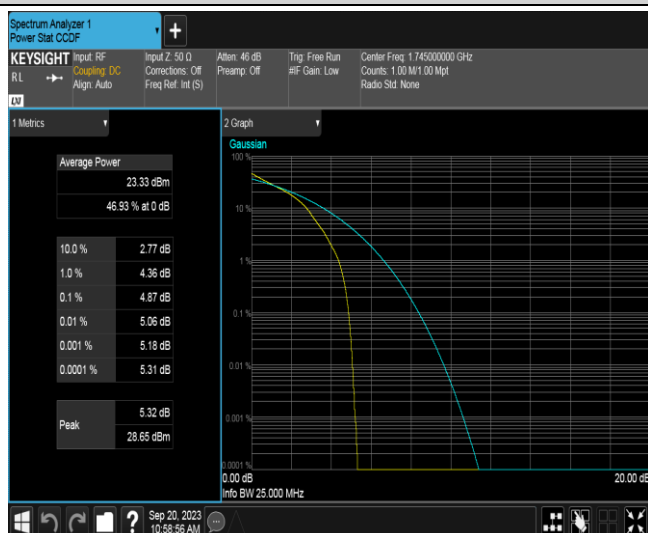 Spectrum Analyzer 1
Power Stat CCDF
+
KEYSIGHT
RL
LXI
Input: RF
Coupling: DC
Align: Auto
Input Z: 50 Ω
Corrections: Off
Freq Ref: Int (S)
Atten: 46 dB
Preamp: Off
Trig: Free Run
#IF Gain: Low
Center Freq: 1.745000000 GHz
Counts: 1.00 M/1.00 Mpt
Radio Std: None
1 Metrics
Average Power
23.33 dBm
46.93 % at 0 dB
10.0 % 2.77 dB
1.0 % 4.36 dB
0.1 % 4.87 dB
0.01 % 5.06 dB
0.001 % 5.18 dB
0.0001 % 5.31 dB
Peak
5.32 dB
28.65 dBm
2 Graph
Gaussian
100 %
10 %
1 %
0.1 %
0.01 %
0.001 %
0.0001 %
0.00 dB 20.00 dB
Info BW 25.000 MHz
?
Sep 20, 2023
10:58:56 AM